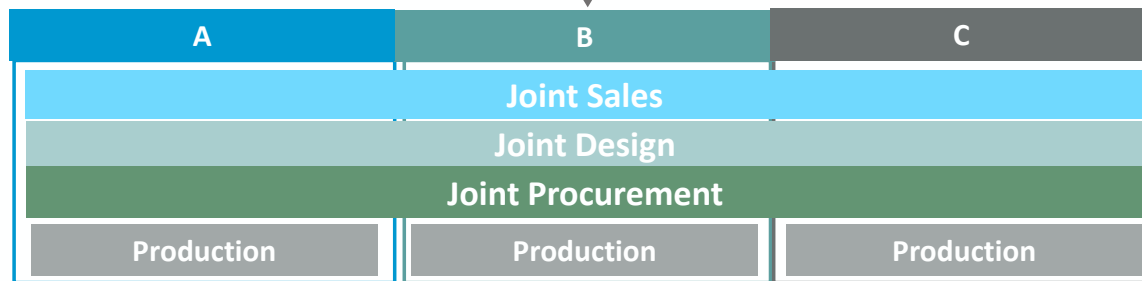 A B C
Joint Sales
Joint Design
Joint Procurement
Production Production Production